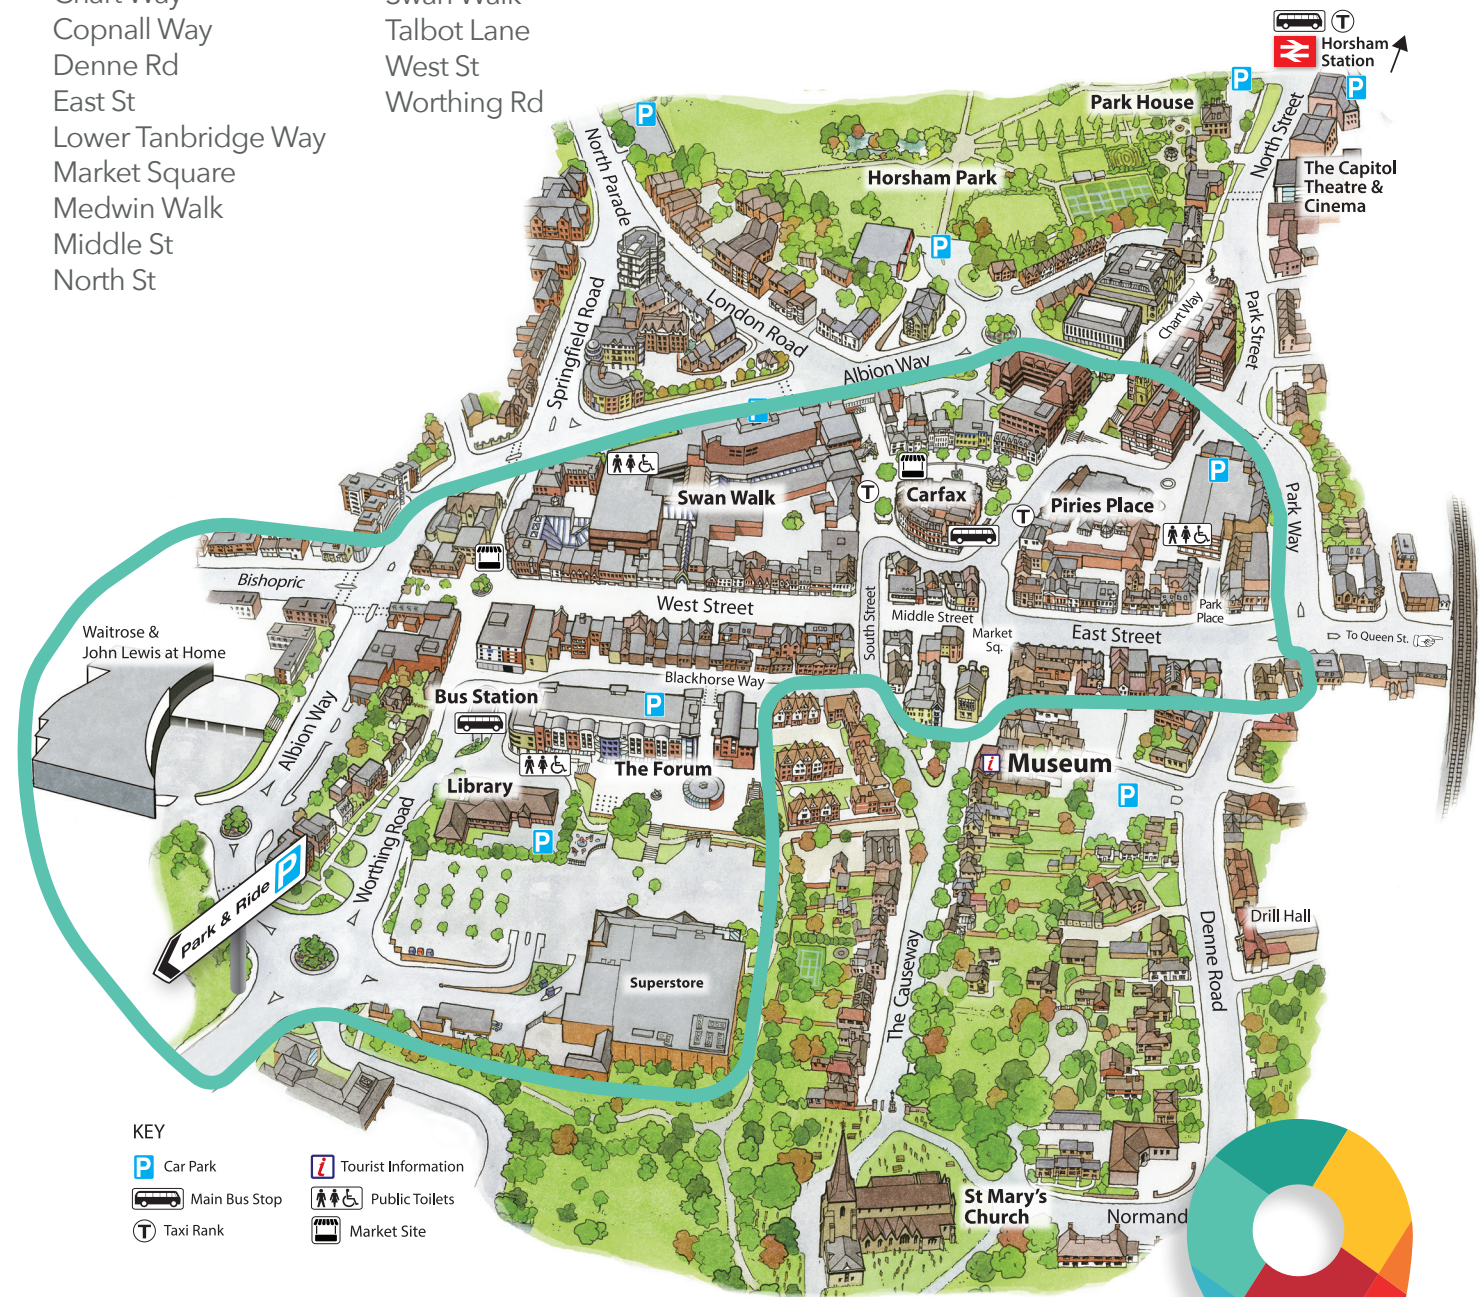 Chart Way
Copnall Way
Denne Rd
East St
Lower Tanbridge Way
Market Square
Medwin Walk
Middle St
North St
Swan Walk
Talbot Lane
West St
Worthing Rd
T
Horsham
Station
P
P
P
Park House
North Street
North Parade
The Capitol
Theatre &
Cinema
Horsham Park
P
Springfield Road
London Road
Chart Way
Park Street
Albion Way
P
Swan Walk
T
Carfax
T
Piries Place
P
Park Way
Bishopric
West Street
South Street
Middle Street
Market
Sq.
East Street
Park
Place
To Queen St.
Waitrose &
John Lewis at Home
Albion Way
Blackhorse Way
Bus Station
P
The Forum
Library
P
i
Museum
P
Worthing Road
Park & Ride P
Superstore
The Causeway
Denne Road
Drill Hall
St Mary's
Church
Normand
KEY
P Car Park
Main Bus Stop
T Taxi Rank
i Tourist Information
Public Toilets
Market Site